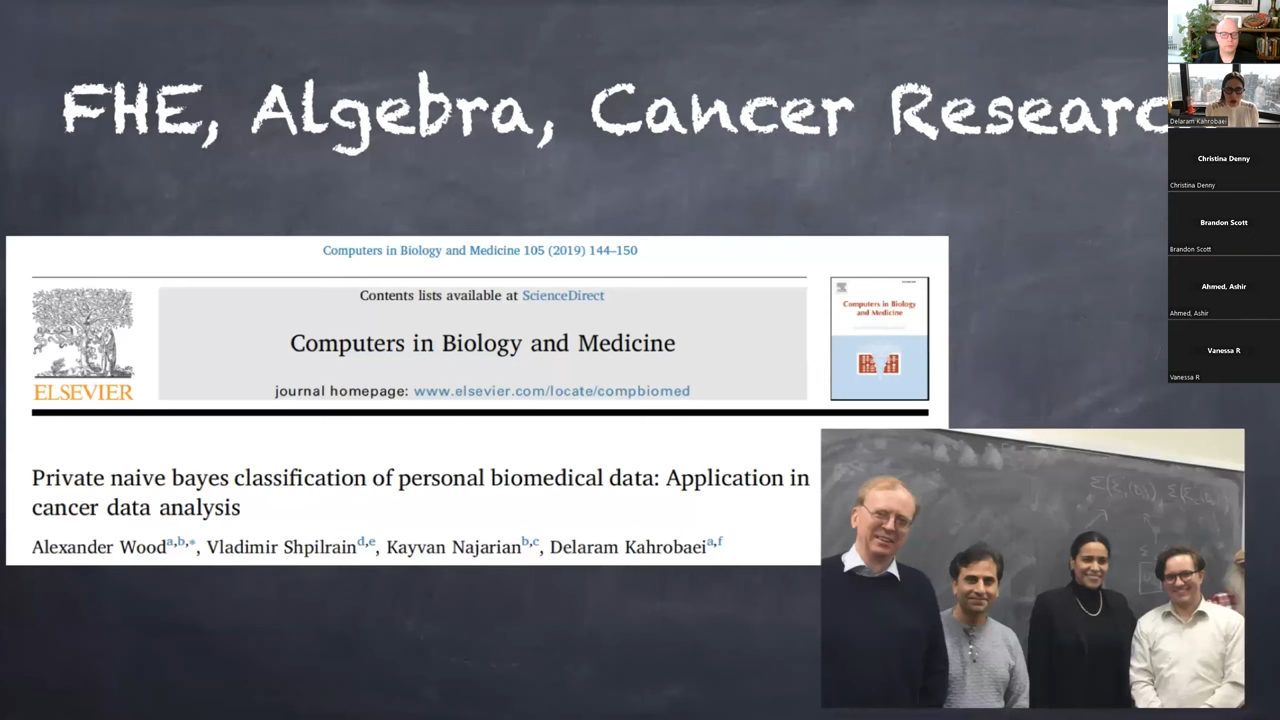 FHE, Algebra, Cancer Researc
Computers in Biology and Medicine 105 (2019) 144–150
Contents lists available at ScienceDirect
Computers in Biology and Medicine
journal homepage: www.elsevier.com/locate/compbiomed
ELSEVIER
Computers in Biology
and Medicine
Private naive bayes classification of personal biomedical data: Application in
cancer data analysis
Alexander Wood a,b,*, Vladimir Shpilrain d,e, Kayvan Najarian b,c, Delaram Kahrobaei a,f
Delaram Kahrobaei
Christina Denny
Christina Denny
Brandon Scott
Brandon Scott
Ahmed, Ashir
Ahmed, Ashir
Vanessa R
Vanessa R